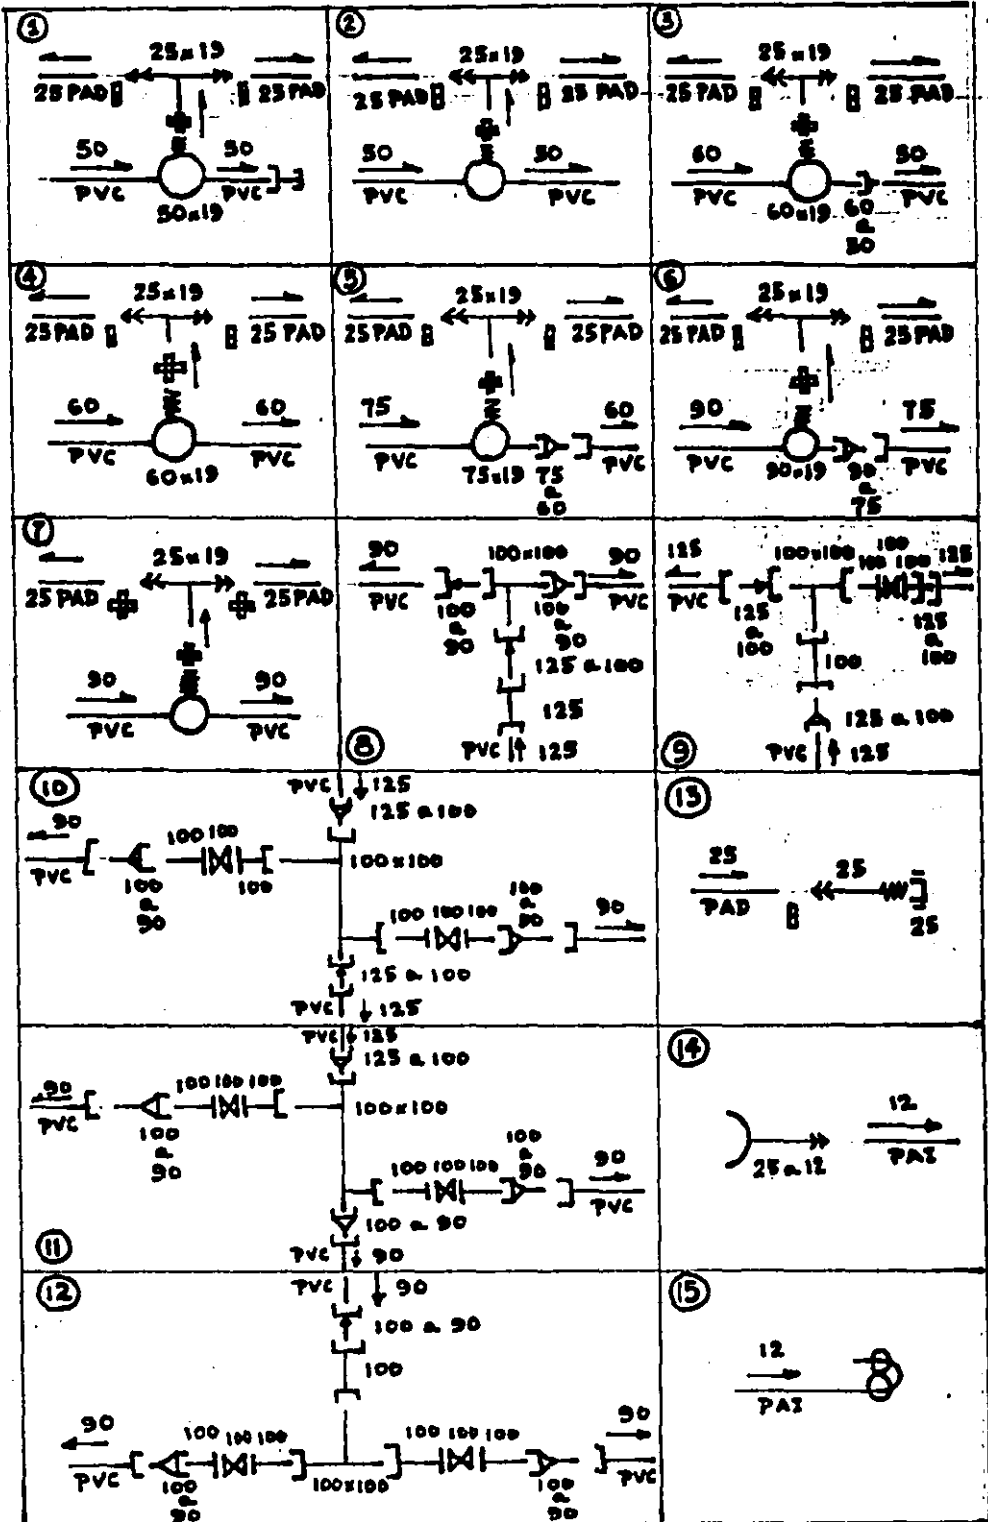 1
25x19
25 PAD 25 PAD
50 50
PVC PVC
50x19
2
25x19
25 PAD 25 PAD
50 50
PVC PVC
3
25x19
25 PAD 25 PAD
60 50
PVC PVC
60x19 60
a
50
4
25x19
25 PAD 25 PAD
60 60
PVC PVC
60x19
5
25x19
25 PAD 25 PAD
75 60
PVC PVC
75x19 75
a
60
6
25x19
25 PAD 25 PAD
90 75
PVC PVC
90x19 90
a
75
7
25x19
25 PAD 25 PAD
90 90
PVC PVC
8
90 100x100 90
PVC PVC
100 100
a a
90 90
125 a 100
125
PVC 125
9
125 100x100 100 125
100 100
PVC
125 125
a a
100 100
100
125 a 100
PVC 125
10
PVC 125
125 a 100
90 100 100
PVC 100x100
100 100
a
90
100
a
90
100 100 100 90
125 a 100
PVC 125
11
PVC 125
125 a 100
90 100 100 100
PVC 100x100
100
a
90
100
a
90
100 100 100 90
PVC
100 a 90
PVC 90
12
PVC 90
100 a 90
100
90 100 100 100 100 100 100 90
PVC 100x100 PVC
100 100
a a
90 90
13
25 25
PAD
25
14
12
25 a 12 PAI
15
12
PAI